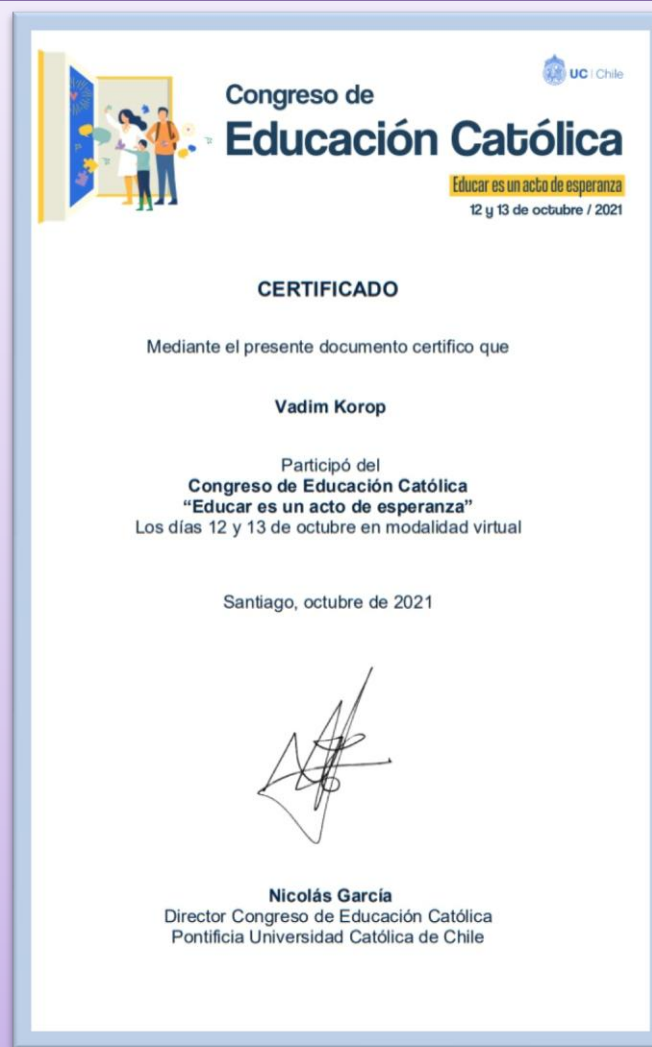 UC | Chile
Congreso de
Educación Católica
Educar es un acto de esperanza
12 y 13 de octubre / 2021
CERTIFICADO
Mediante el presente documento certifico que
Vadim Korop
Participó del
Congreso de Educación Católica
“Educar es un acto de esperanza”
Los días 12 y 13 de octubre en modalidad virtual
Santiago, octubre de 2021
Nicolás García
Director Congreso de Educación Católica
Pontificia Universidad Católica de Chile